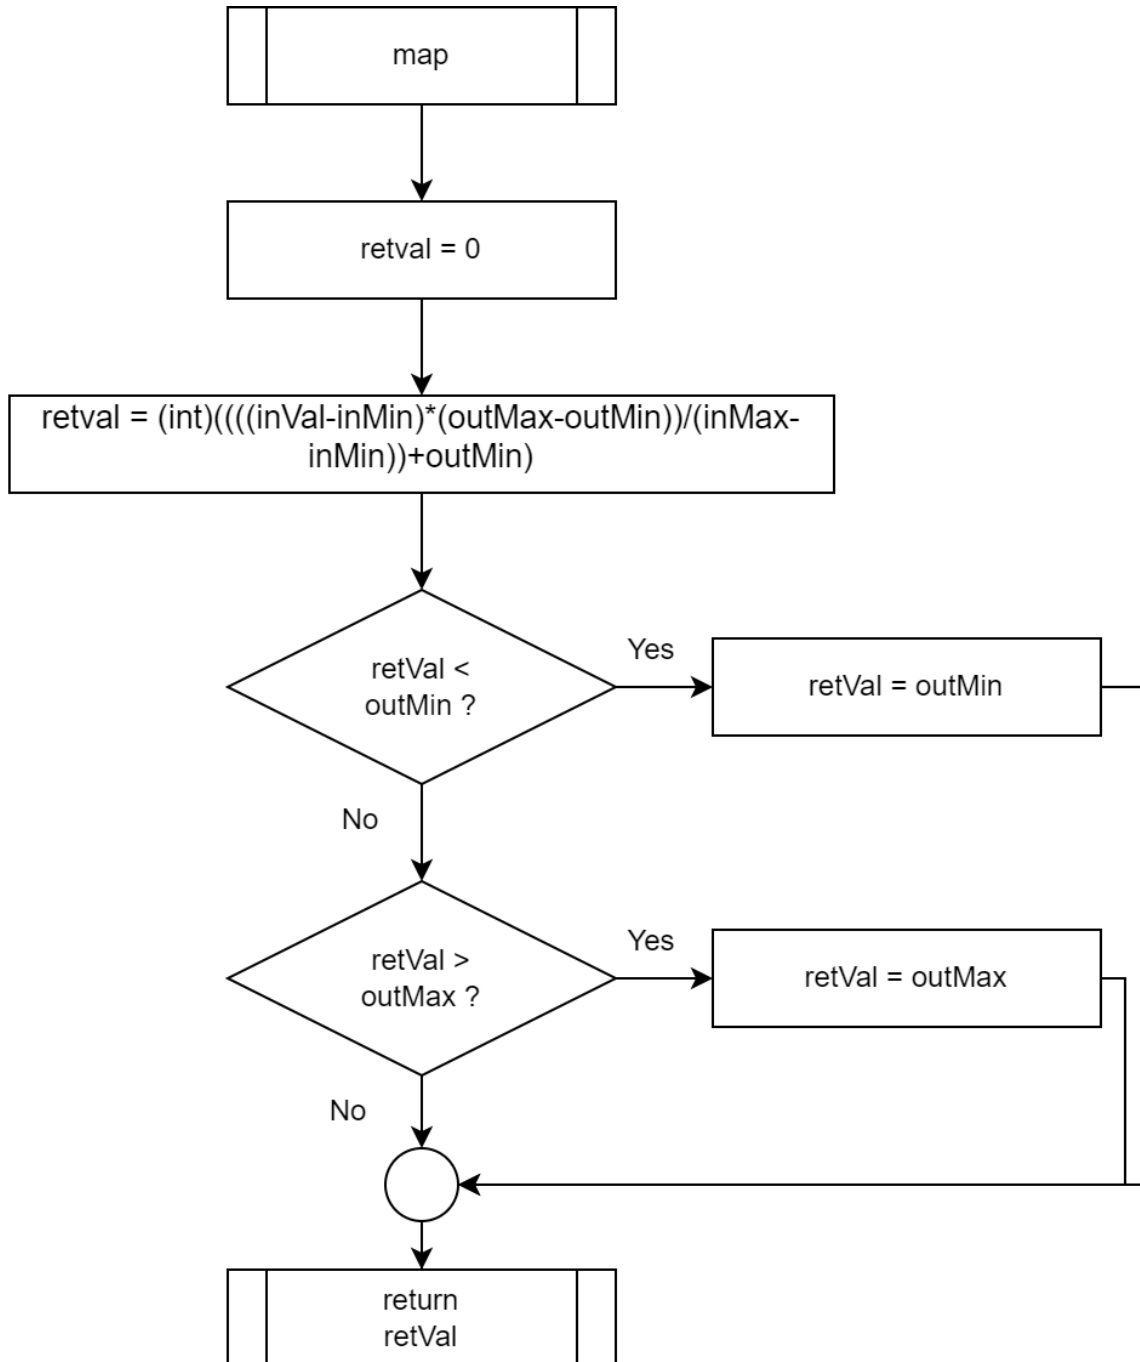 map
retval = 0
retval = (int)((((inVal-inMin)*(outMax-outMin))/(inMax-
inMin))+outMin)
retVal <
outMin ?
Yes
retVal = outMin
No
retVal >
outMax ?
Yes
retVal = outMax
No
return
retVal